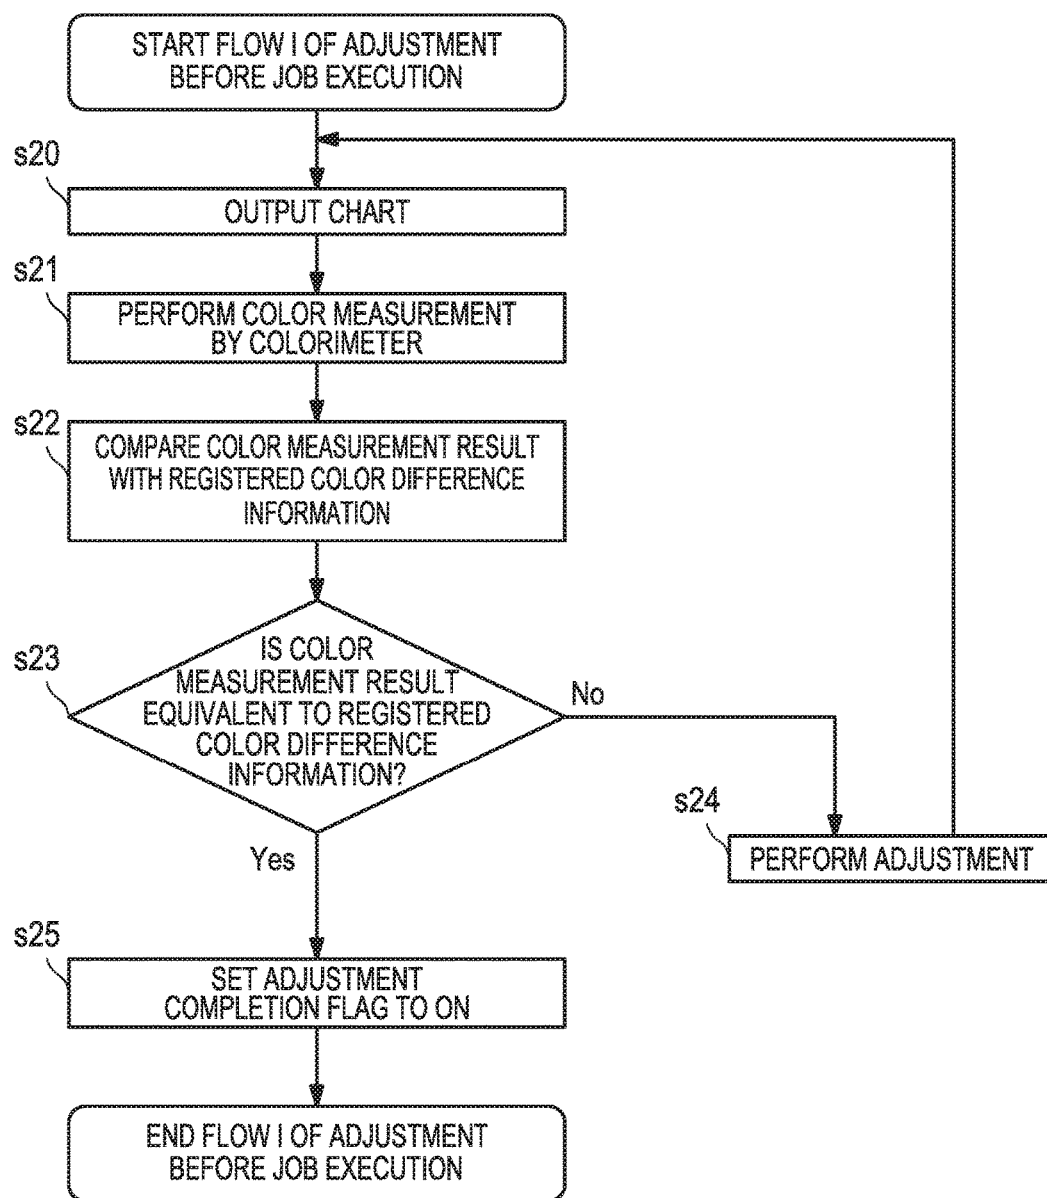 START FLOW I OF ADJUSTMENT
BEFORE JOB EXECUTION
s20
OUTPUT CHART
s21
PERFORM COLOR MEASUREMENT
BY COLORIMETER
s22
COMPARE COLOR MEASUREMENT RESULT
WITH REGISTERED COLOR DIFFERENCE
INFORMATION
s23
IS COLOR
MEASUREMENT RESULT
EQUIVALENT TO REGISTERED
COLOR DIFFERENCE
INFORMATION?
No
s24
PERFORM ADJUSTMENT
Yes
s25
SET ADJUSTMENT
COMPLETION FLAG TO ON
END FLOW I OF ADJUSTMENT
BEFORE JOB EXECUTION